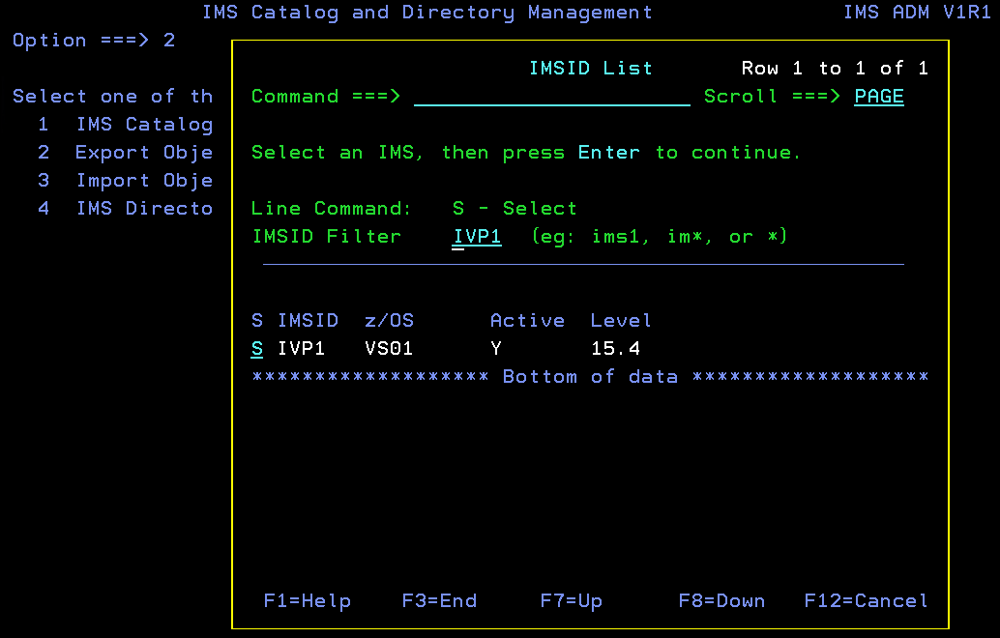 IMS Catalog and Directory Management IMS ADM V1R1
Option ===> 2
IMSID List Row 1 to 1 of 1
Select one of th Command ===> Scroll ===> PAGE
1 IMS Catalog
2 Export Obje Select an IMS, then press Enter to continue.
3 Import Obje
4 IMS Directo Line Command: S - Select
IMSID Filter IVP1 (eg: ims1, im*, or *)
S IMSID z/OS Active Level
S IVP1 VS01 Y 15.4
******************* Bottom of data *******************
F1=Help F3=End F7=Up F8=Down F12=Cancel